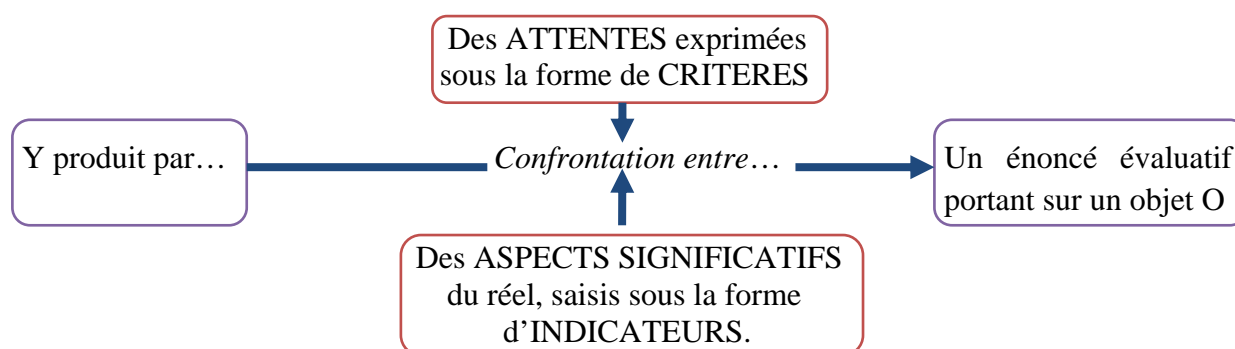 Des ATTENTES exprimées
sous la forme de CRITERES
Y produit par…
Confrontation entre…
Un énoncé évaluatif
portant sur un objet O
Des ASPECTS SIGNIFICATIFS
du réel, saisis sous la forme
d’INDICATEURS.